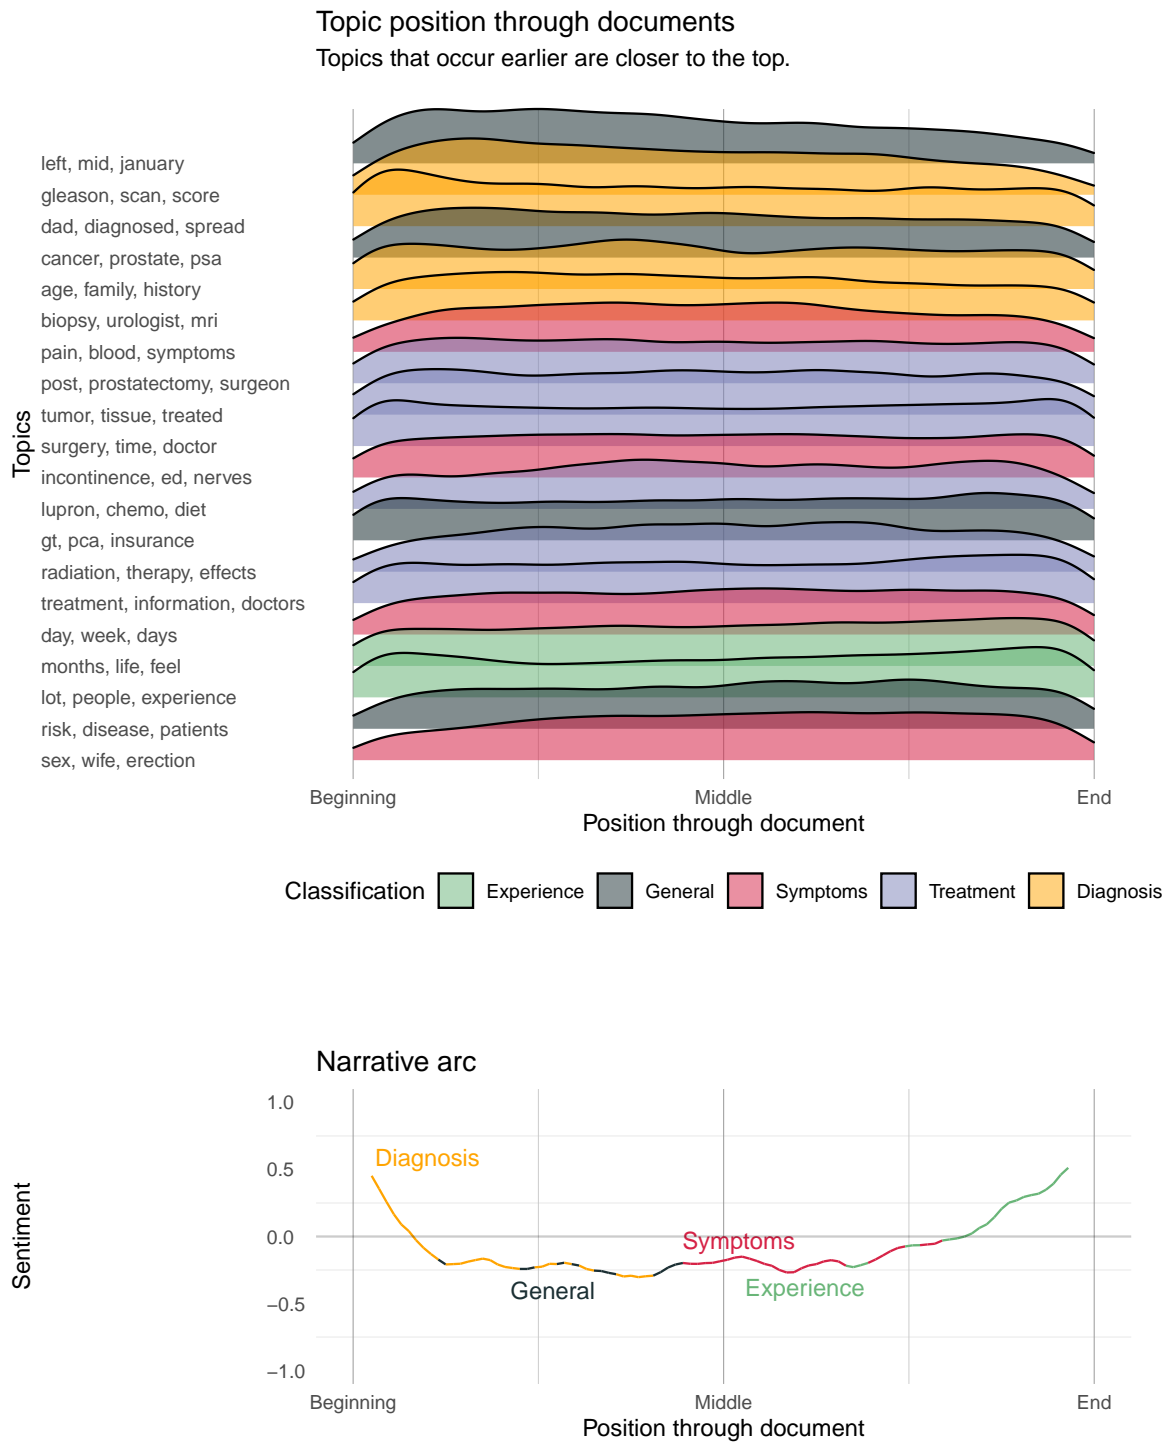 Topic position through documents
Topics that occur earlier are closer to the top.
left, mid, january
gleason, scan, score
dad, diagnosed, spread
cancer, prostate, psa
age, family, history
biopsy, urologist, mri
pain, blood, symptoms
post, prostatectomy, surgeon
tumor, tissue, treated
surgery, time, doctor
incontinence, ed, nerves
lupron, chemo, diet
gt, pca, insurance
radiation, therapy, effects
treatment, information, doctors
day, week, days
months, life, feel
lot, people, experience
risk, disease, patients
sex, wife, erection
Topics
Beginning Middle End
Position through document
Classification Experience General Symptoms Treatment Diagnosis
Narrative arc
1.0
0.5
0.0
−0.5
−1.0
Sentiment
Diagnosis
Symptoms
General
Experience
Beginning Middle End
Position through document